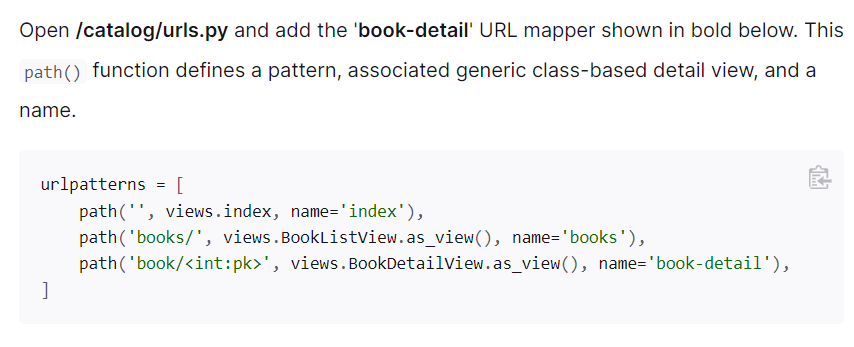 Open /catalog/urls.py and add the 'book-detail' URL mapper shown in bold below. This
path() function defines a pattern, associated generic class-based detail view, and a
name.
urlpatterns = [
    path('', views.index, name='index'),
    path('books/', views.BookListView.as_view(), name='books'),
    path('book/<int:pk>', views.BookDetailView.as_view(), name='book-detail'),
]